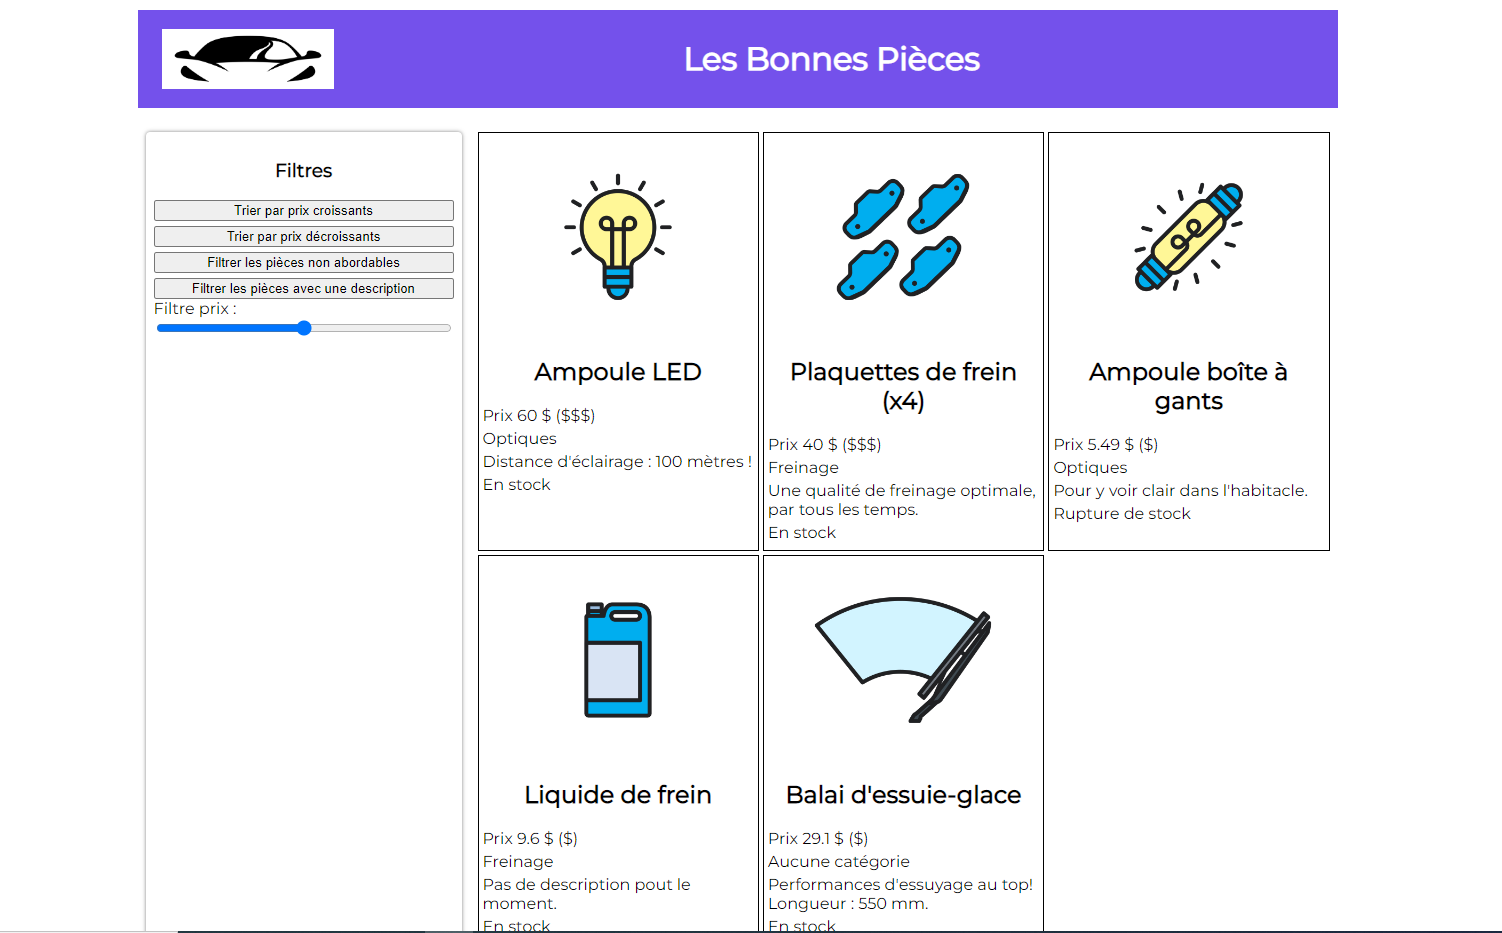 Les Bonnes Pièces
Filtres
Trier par prix croissants
Trier par prix décroissants
Filtrer les pièces non abordables
Filtrer les pièces avec une description
Filtre prix :
Ampoule LED
Prix 60 $ ($$$)
Optiques
Distance d'éclairage : 100 mètres !
En stock
Plaquettes de frein
(x4)
Prix 40 $ ($$$)
Freinage
Une qualité de freinage optimale,
par tous les temps.
En stock
Ampoule boîte à
gants
Prix 5.49 $ ($)
Optiques
Pour y voir clair dans l'habitacle.
Rupture de stock
Liquide de frein
Prix 9.6 $ ($)
Freinage
Pas de description pout le
moment.
En stock
Balai d'essuie-glace
Prix 29.1 $ ($)
Aucune catégorie
Performances d'essuyage au top!
Longueur : 550 mm.
En stock